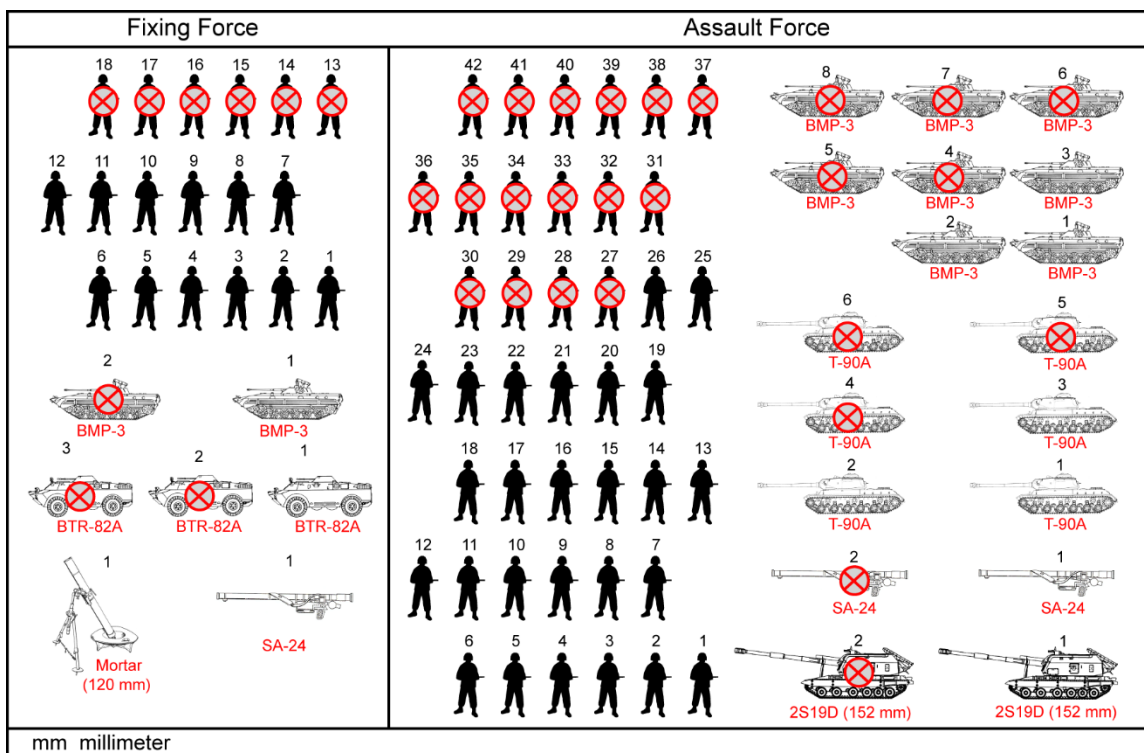 Fixing Force
Assault Force
18 17 16 15 14 13
12 11 10 9 8 7
6 5 4 3 2 1
2 1
BMP-3 BMP-3
3 2 1
BTR-82A BTR-82A BTR-82A
1 1
Mortar
(120 mm)
SA-24
42 41 40 39 38 37
36 35 34 33 32 31
30 29 28 27 26 25
24 23 22 21 20 19
18 17 16 15 14 13
12 11 10 9 8 7
6 5 4 3 2 1
8 7 6
BMP-3 BMP-3 BMP-3
5 4 3
BMP-3 BMP-3 BMP-3
2 1
BMP-3 BMP-3
6 5
T-90A T-90A
4 3
T-90A T-90A
2 1
T-90A T-90A
2 1
SA-24 SA-24
2 1
2S19D (152 mm) 2S19D (152 mm)
mm millimeter